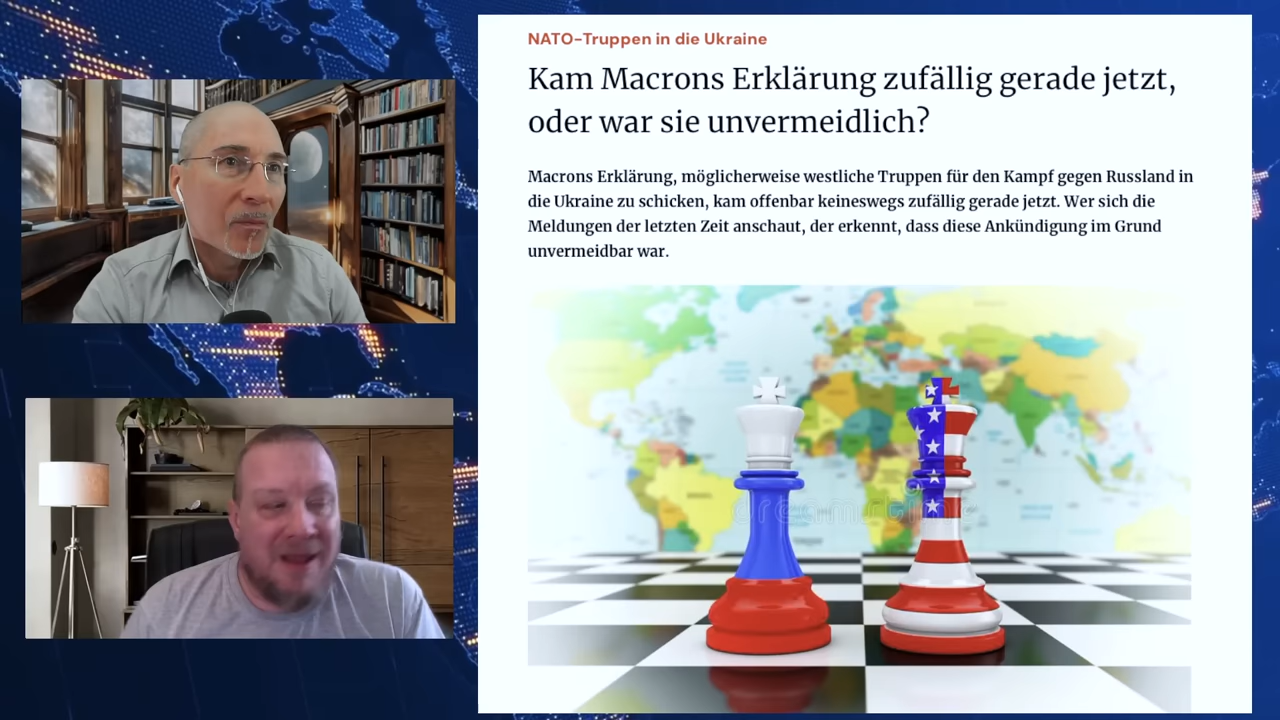 NATO-Truppen in die Ukraine
Kam Macrons Erklärung zufällig gerade jetzt,
oder war sie unvermeidlich?
Macrons Erklärung, möglicherweise westliche Truppen für den Kampf gegen Russland in
die Ukraine zu schicken, kam offenbar keineswegs zufällig gerade jetzt. Wer sich die
Meldungen der letzten Zeit anschaut, der erkennt, dass diese Ankündigung im Grund
unvermeidbar war.
dreamstime